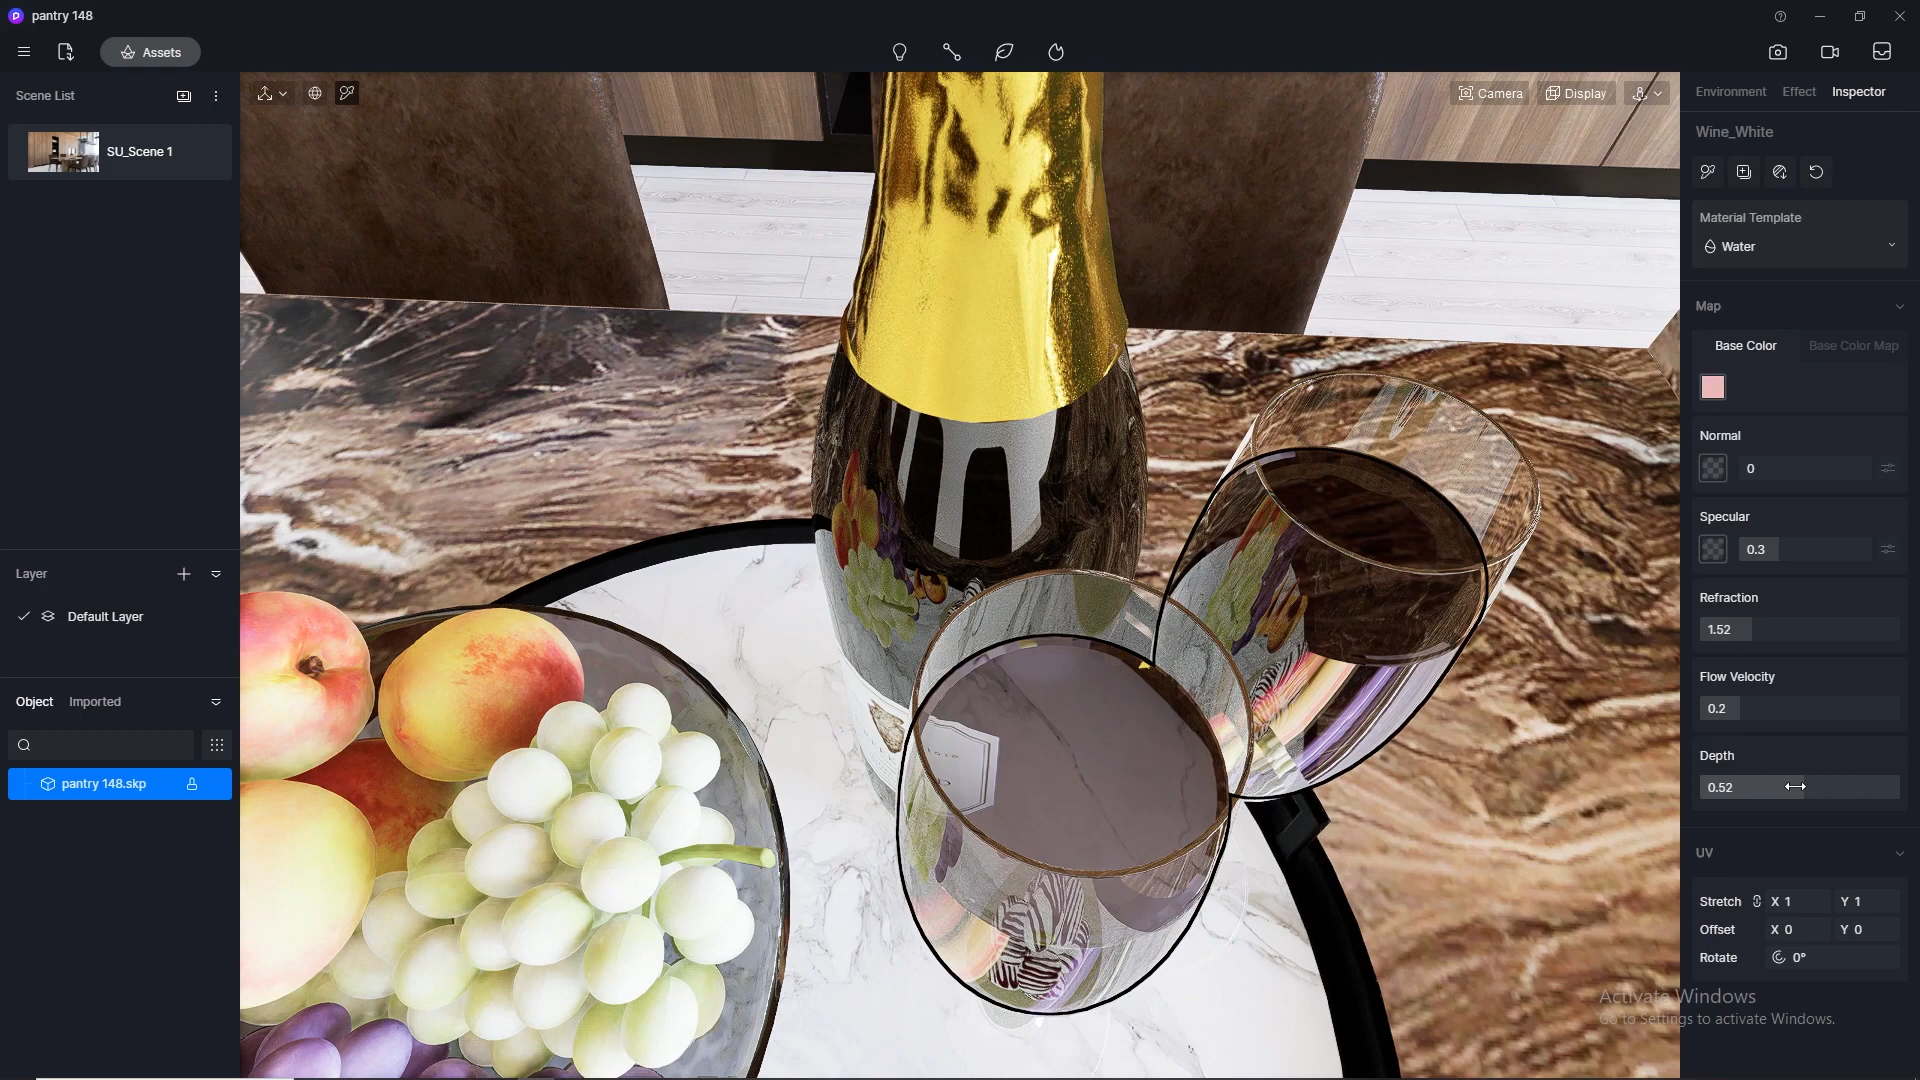 pantry 148
Assets
Scene List
SU_Scene 1
Layer
Default Layer
Object Imported
pantry 148.skp
Camera Display
Environment Effect Inspector
Wine_White
Material Template
Water
Map
Base Color Base Color Map
Normal
0
Specular
0.3
Refraction
1.52
Flow Velocity
0.2
Depth
0.52
UV
Stretch X 1 Y 1
Offset X 0 Y 0
Rotate 0°
Activate Windows
Go to Settings to activate Windows.